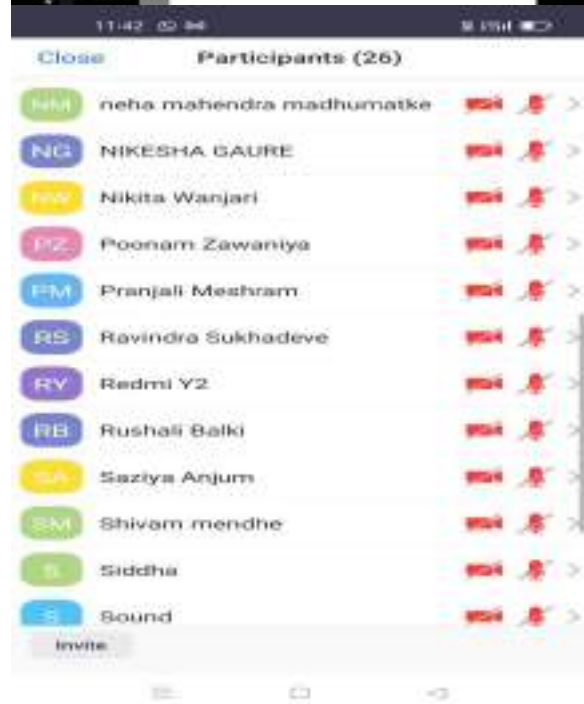 11:42
Close Participants (26)
NM neha mahendra madhumatke
NG NIKESHA GAURE
NW Nikita Wanjari
PZ Poonam Zawaniya
PM Pranjali Meshram
RS Ravindra Sukhadeve
RY Redmi Y2
RB Rushali Balki
SA Saziya Anjum
SM Shivam mendhe
S Siddha
S Sound
Invite